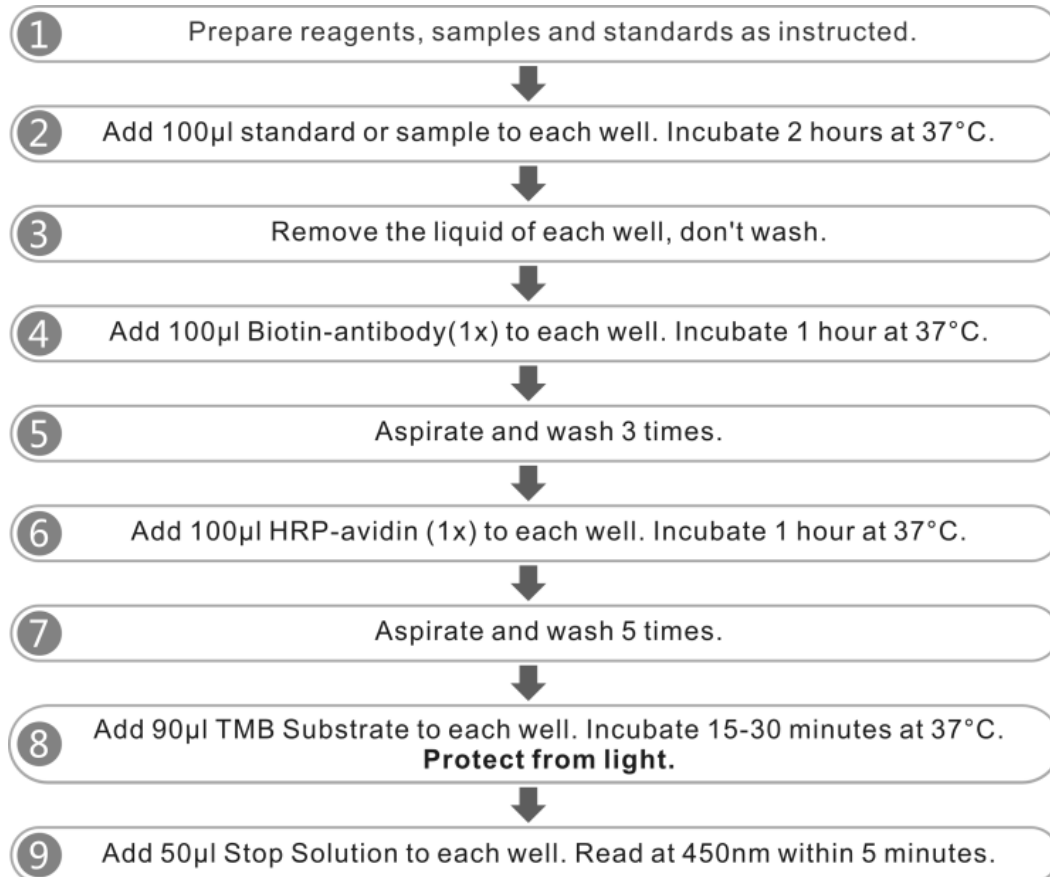 1 Prepare reagents, samples and standards as instructed.
2 Add 100μl standard or sample to each well. Incubate 2 hours at 37°C.
3 Remove the liquid of each well, don't wash.
4 Add 100μl Biotin-antibody(1x) to each well. Incubate 1 hour at 37°C.
5 Aspirate and wash 3 times.
6 Add 100μl HRP-avidin (1x) to each well. Incubate 1 hour at 37°C.
7 Aspirate and wash 5 times.
8 Add 90μl TMB Substrate to each well. Incubate 15-30 minutes at 37°C.
Protect from light.
9 Add 50μl Stop Solution to each well. Read at 450nm within 5 minutes.